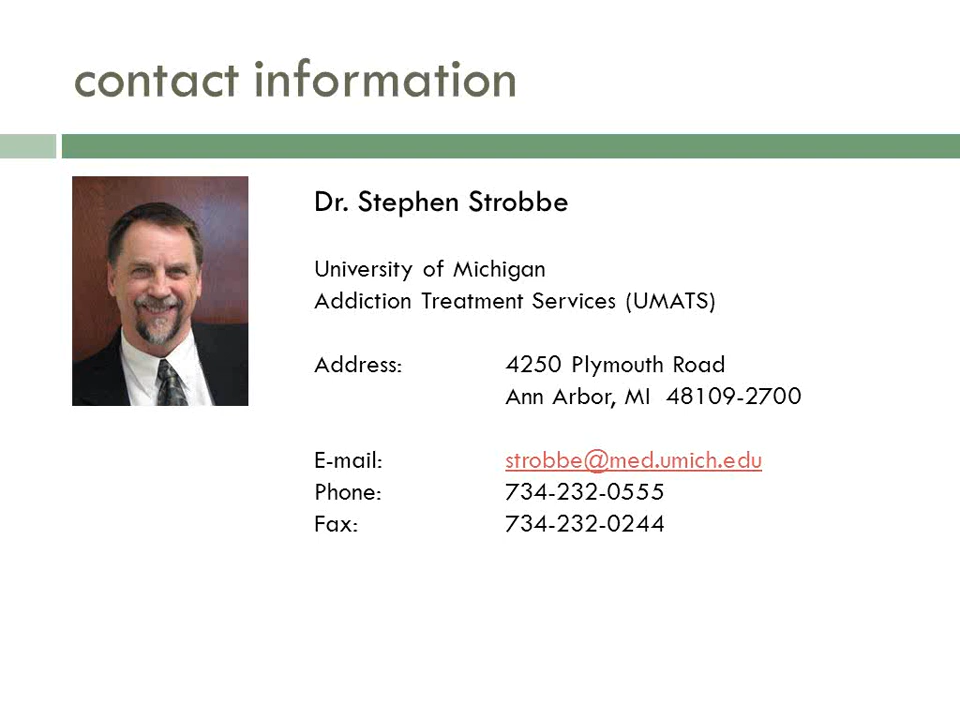 contact information
Dr. Stephen Strobbe
University of Michigan
Addiction Treatment Services (UMATS)
Address: 4250 Plymouth Road
Ann Arbor, MI 48109-2700
E-mail: strobbe@med.umich.edu
Phone: 734-232-0555
Fax: 734-232-0244